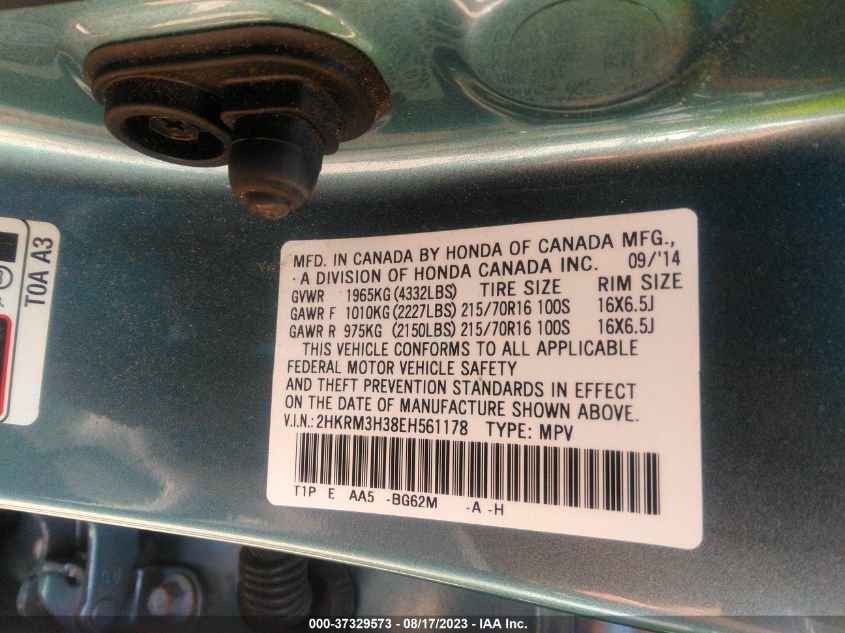 MFD. IN CANADA BY HONDA OF CANADA MFG.,
· A DIVISION OF HONDA CANADA INC. 09/'14
GVWR 1965KG (4332LBS) TIRE SIZE RIM SIZE
GAWR F 1010KG (2227LBS) 215/70R16 100S 16X6.5J
GAWR R 975KG (2150LBS) 215/70R16 100S 16X6.5J
THIS VEHICLE CONFORMS TO ALL APPLICABLE
FEDERAL MOTOR VEHICLE SAFETY
AND THEFT PREVENTION STANDARDS IN EFFECT
ON THE DATE OF MANUFACTURE SHOWN ABOVE.
V.I.N.: 2HKRM3H38EH561178 TYPE: MPV
T1P E AA5 -BG62M -A -H
T0A A3
000-37329573 - 08/17/2023 - IAA Inc.